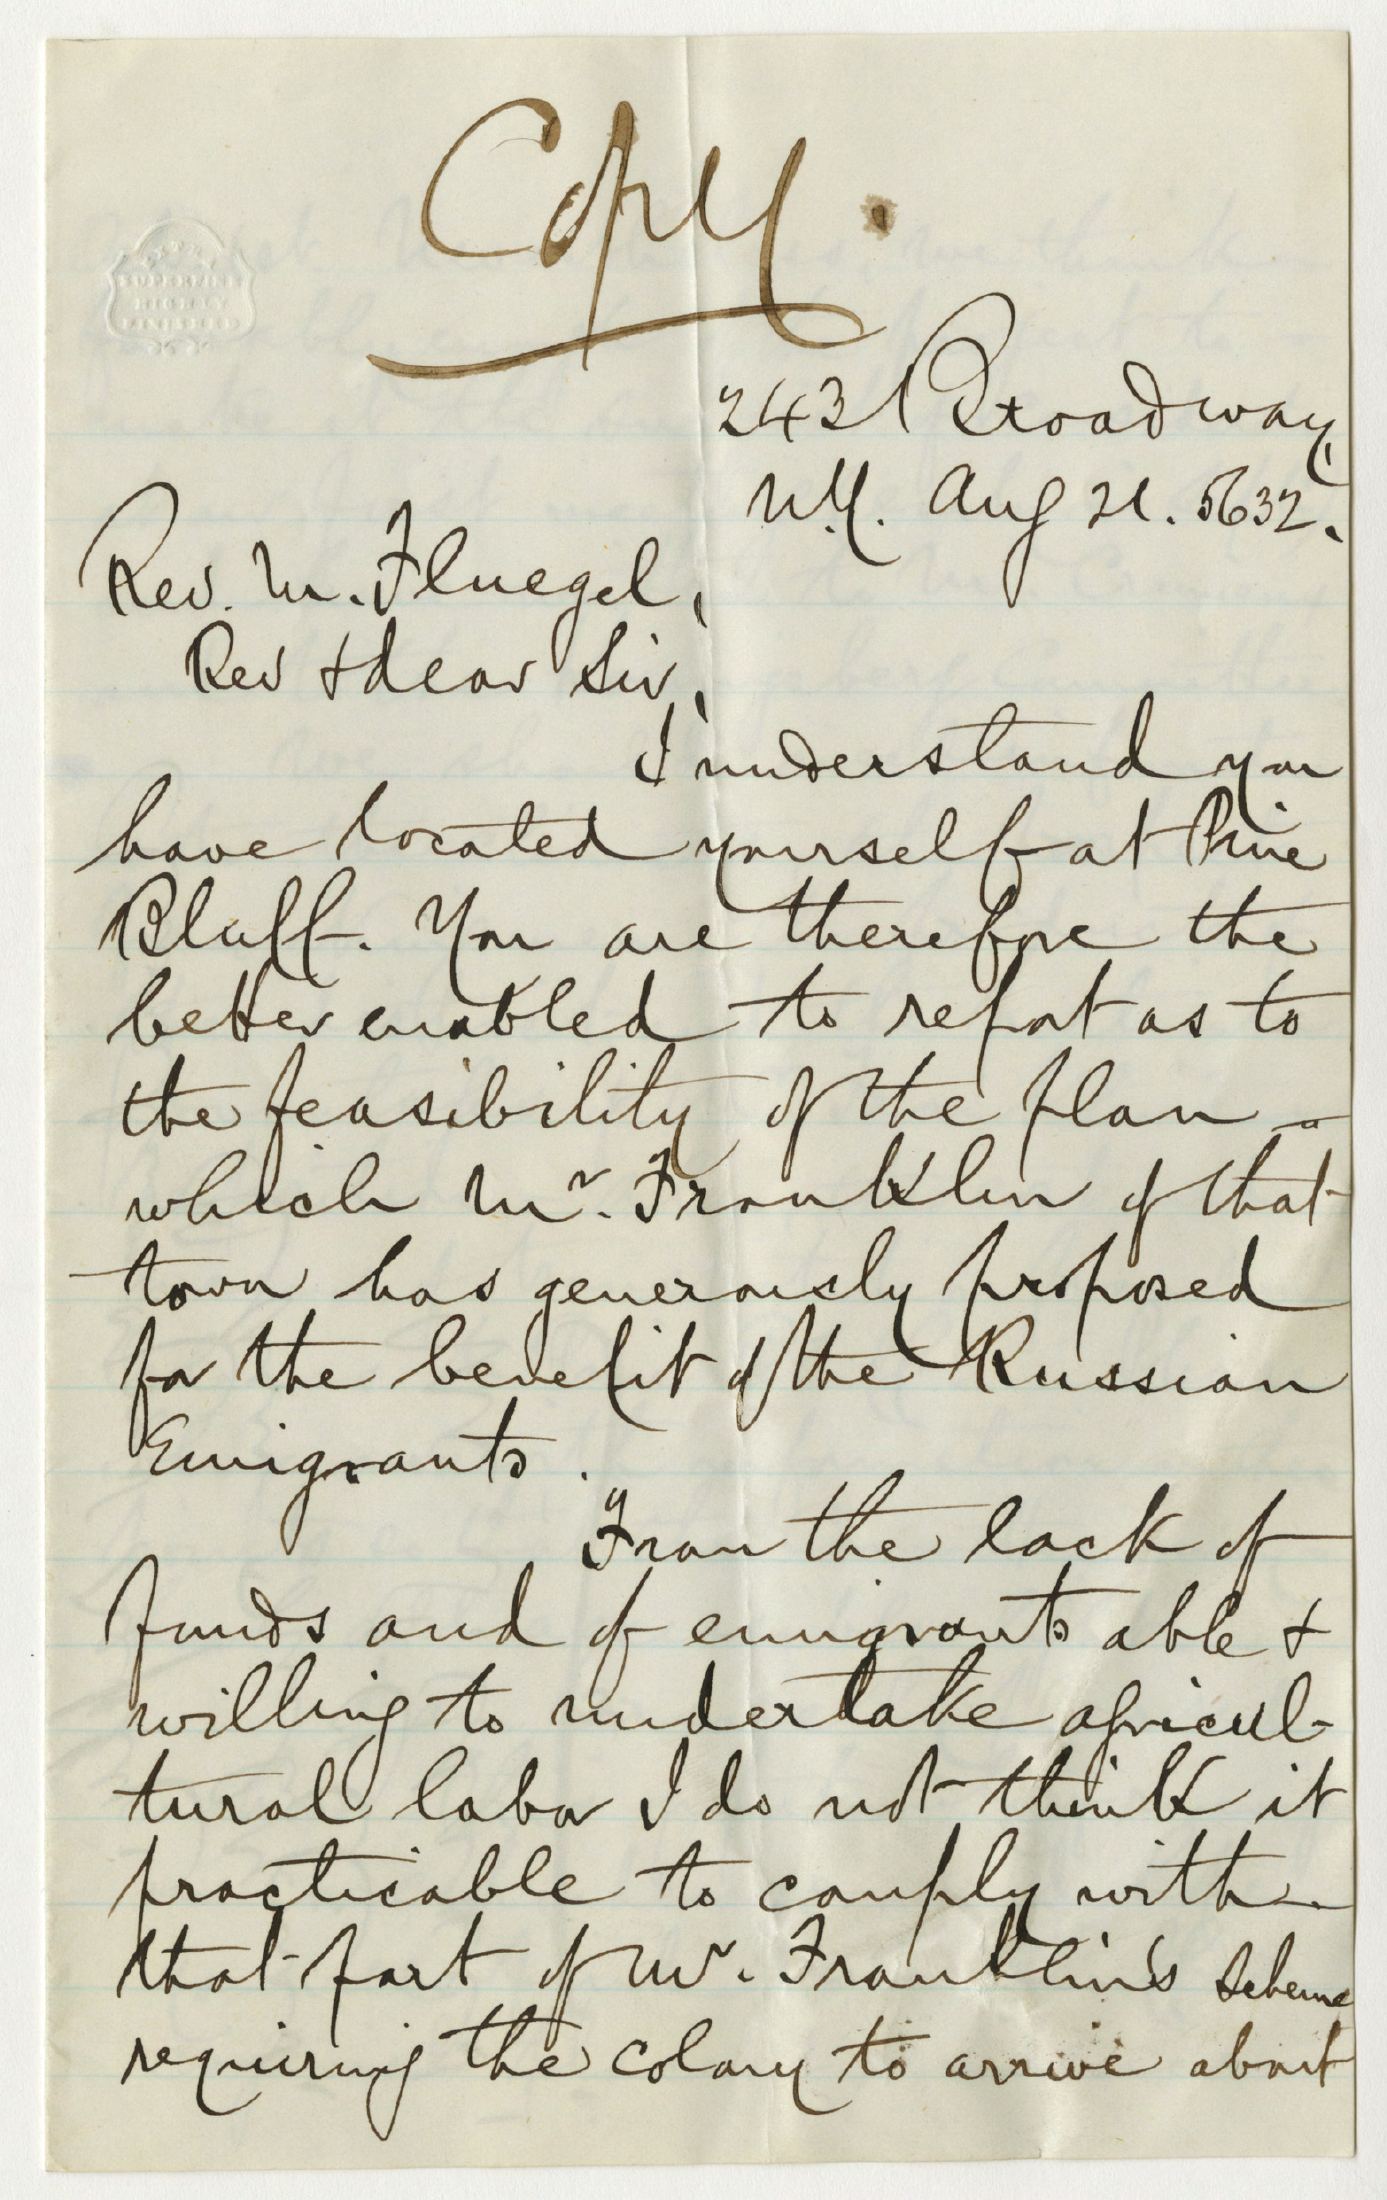 Copy.
SUPERFINE
HIGHLY
FINISHED
243 Broadway,
N.Y. Aug 21. 5632.
Rev. M. Fluegel,
Rev & dear Sir,
I understand you
have located yourself at Pine
Bluff. You are therefore the
better enabled to report as to
the feasibility of the plan
which Mr. Franklin of that
town has generously proposed
for the benefit of the Russian
Emigrants.
From the lack of
funds and of emigrants able &
willing to undertake agricul-
tural labor I do not think it
practicable to comply with
that part of Mr. Franklin's scheme
requiring the colony to arrive about